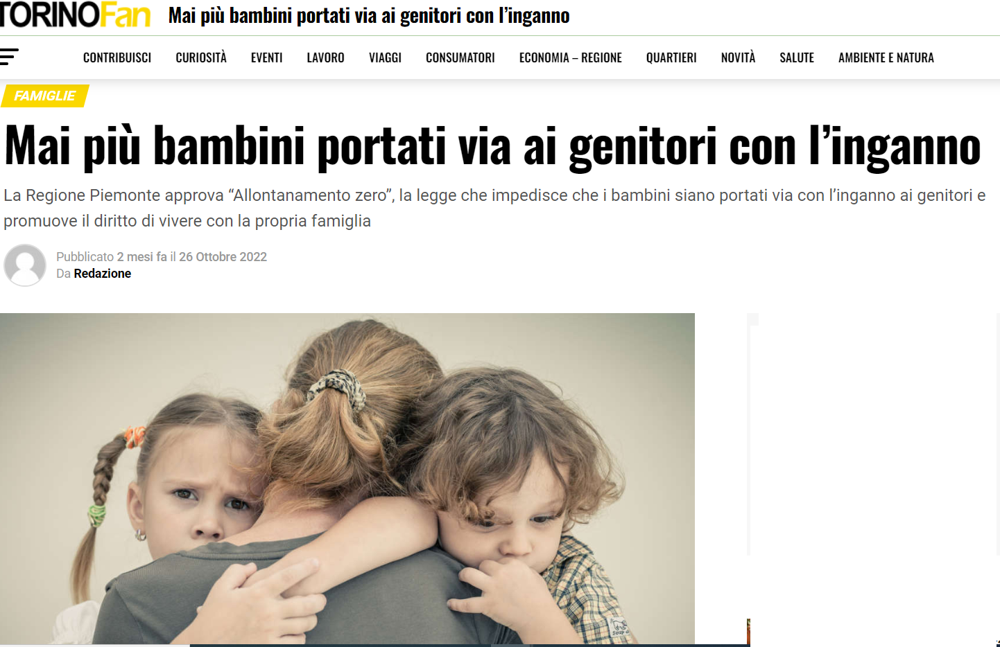 TORINOFan
Mai più bambini portati via ai genitori con l’inganno
CONTRIBUISCI CURIOSITÀ EVENTI LAVORO VIAGGI CONSUMATORI ECONOMIA – REGIONE QUARTIERI NOVITÀ SALUTE AMBIENTE E NATURA
FAMIGLIE
Mai più bambini portati via ai genitori con l’inganno
La Regione Piemonte approva “Allontanamento zero”, la legge che impedisce che i bambini siano portati via con l’inganno ai genitori e
promuove il diritto di vivere con la propria famiglia
Pubblicato 2 mesi fa il 26 Ottobre 2022
Da Redazione